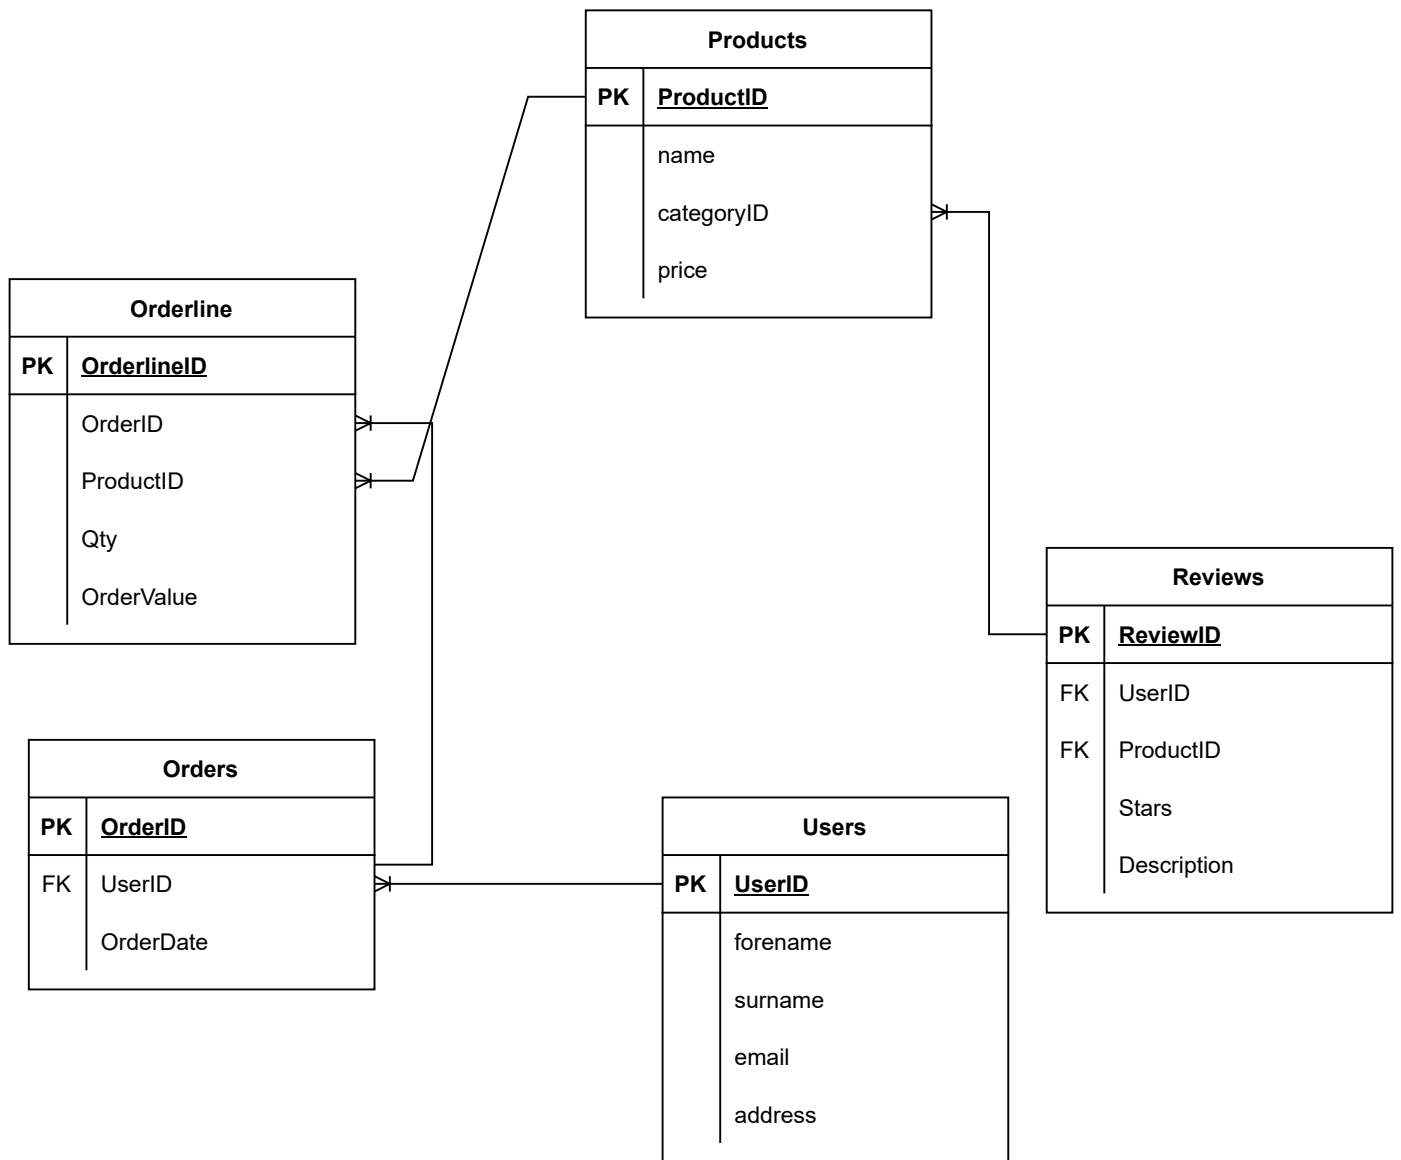 Products
PK ProductID
name
categoryID
price
Orderline
PK OrderlineID
OrderID
ProductID
Qty
OrderValue
Reviews
PK ReviewID
FK UserID
FK ProductID
Stars
Description
Orders
PK OrderID
FK UserID
OrderDate
Users
PK UserID
forename
surname
email
address